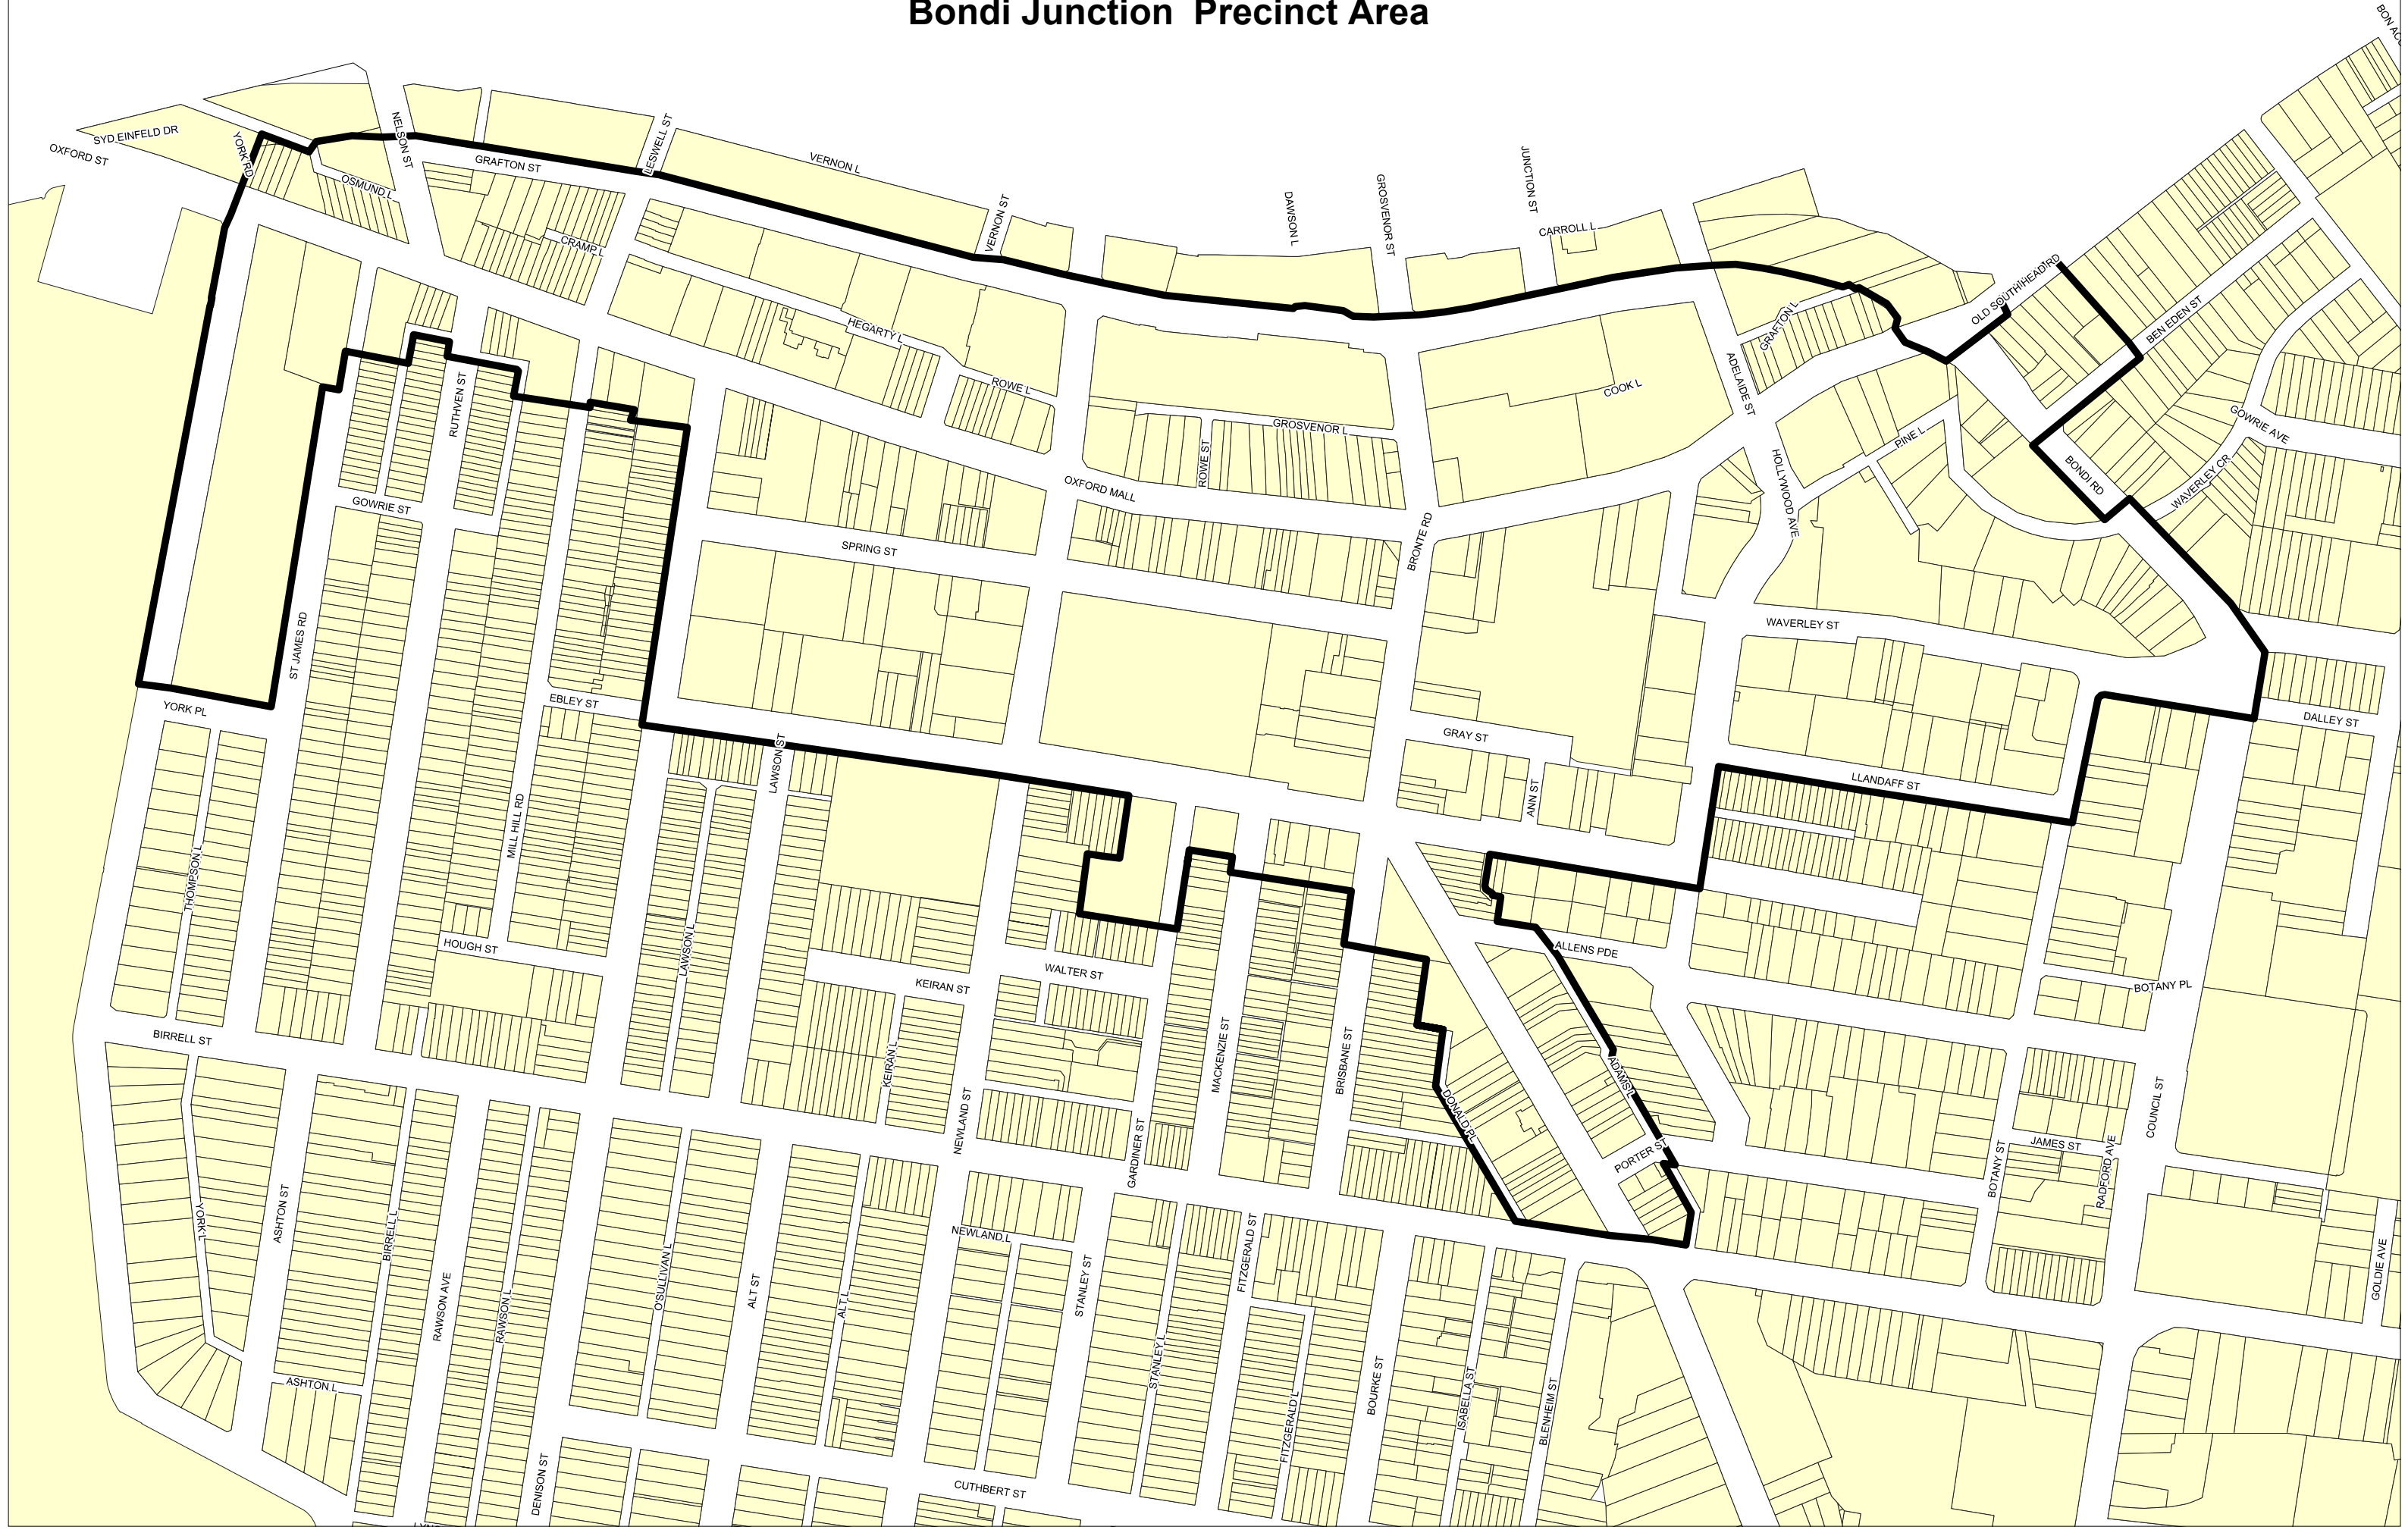 Bondi Junction Precinct Area
SYD EINFELD DR
OXFORD ST
YORK RD
NELSON ST
OSMUND L
GRAFTON ST
LESWELL ST
VERNON L
VERNON ST
DAWSON L
GROSVENOR ST
JUNCTION ST
CARROLL L
CRAMP L
HEGARTY L
ROWE L
GRAFTON L
ADELAIDE ST
COOK L
OLD SOUTH HEAD RD
BEN EDEN ST
GOWRIE AVE
RUTHVEN ST
GROSVENOR L
ROWE ST
OXFORD MALL
PINE L
HOLLYWOOD AVE
BONDI RD
WAVERLEY CR
GOWRIE ST
SPRING ST
BRONTE RD
WAVERLEY ST
ST JAMES RD
YORK PL
EBLEY ST
LAWSON ST
GRAY ST
ANN ST
LLANDAFF ST
DALLEY ST
THOMPSON L
MILL HILL RD
HOUGH ST
LAWSON L
KEIRAN ST
WALTER ST
ALLENS PDE
BOTANY PL
BIRRELL ST
KEIRAN L
MACKENZIE ST
BRISBANE ST
ADAMS L
DONALD PL
NEWLAND ST
GARDINER ST
PORTER ST
COUNCIL ST
JAMES ST
BOTANY ST
RADFORD AVE
YORK L
ASHTON ST
BIRRELL L
NEWLAND L
FITZGERALD ST
RAWSON AVE
RAWSON L
O'SULLIVAN L
ALT ST
ALT L
STANLEY ST
STANLEY L
GOLDIE AVE
ASHTON L
BOURKE ST
ISABELLA ST
BLENHEIM ST
FITZGERALD L
DENISON ST
CUTHBERT ST